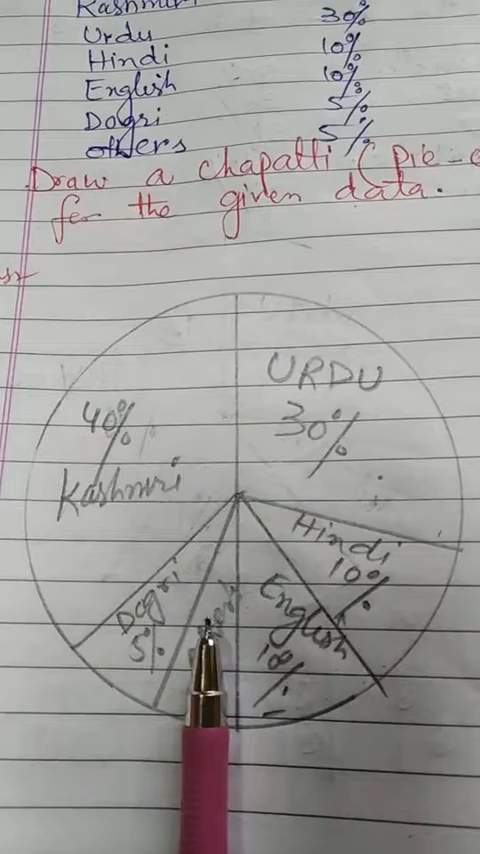 Kashmiri
Urdu 30%
Hindi 10%
English 10%
Dogri 5%
others 5%
Draw a chapatti (pie-
for the given data.
URDU
30%
40%
Kashmiri
Hindi
10%
English
10%
Dogri
5%